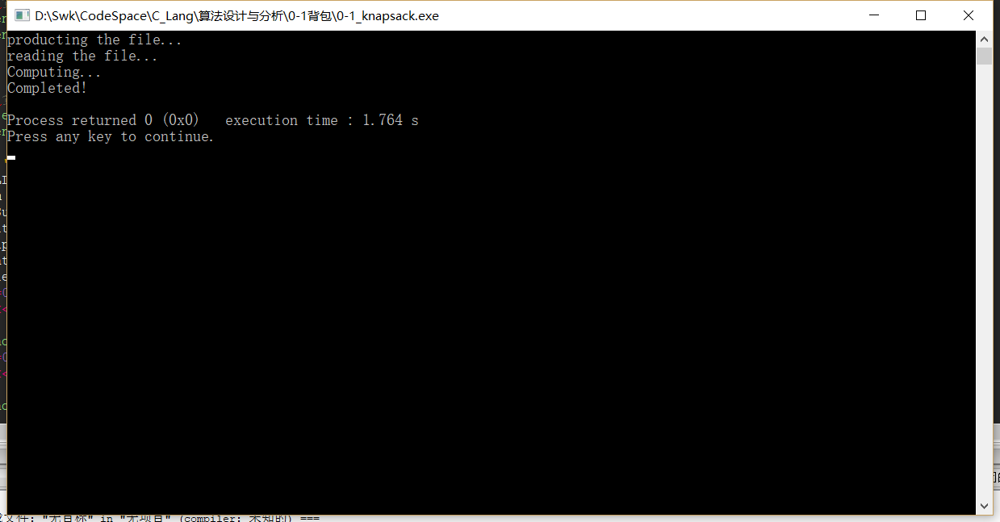 D:\Swk\CodeSpace\C_Lang\算法设计与分析\0-1背包\0-1_knapsack.exe
producting the file...
reading the file...
Computing...
Completed!
Process returned 0 (0x0)   execution time : 1.764 s
Press any key to continue.
文件: "无目标" in "无项目" (compiler: 未知的) ===